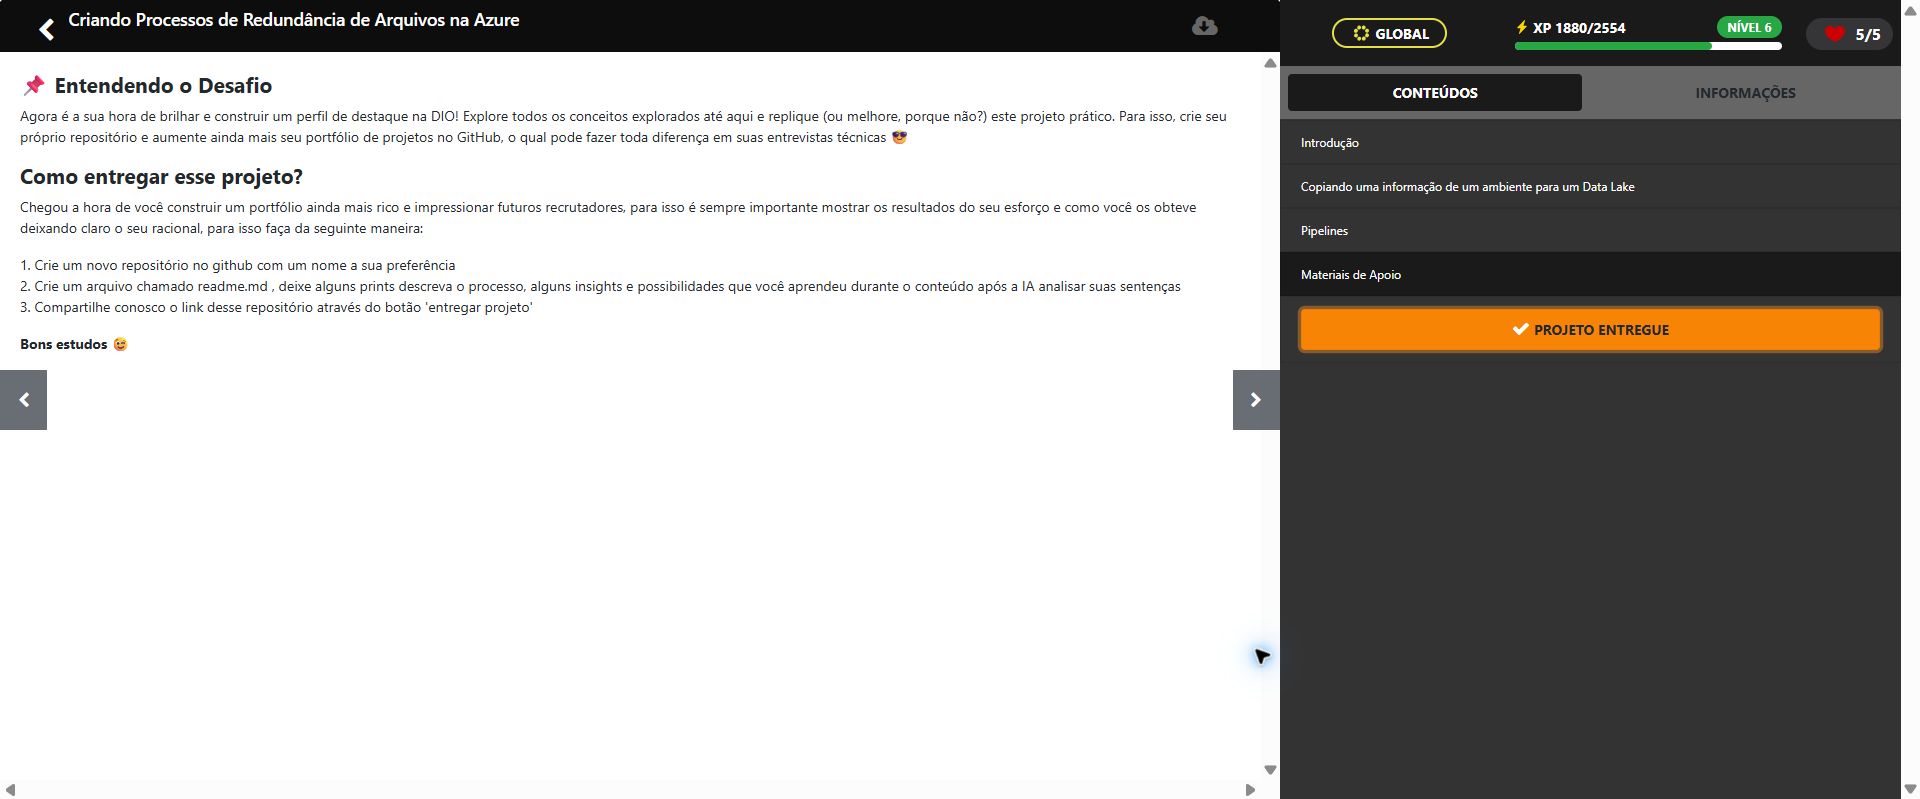 Criando Processos de Redundância de Arquivos na Azure
GLOBAL
XP 1880/2554
NÍVEL 6
5/5
CONTEÚDOS
INFORMAÇÕES
📌 Entendendo o Desafio
Agora é a sua hora de brilhar e construir um perfil de destaque na DIO! Explore todos os conceitos explorados até aqui e replique (ou melhore, porque não?) este projeto prático. Para isso, crie seu
próprio repositório e aumente ainda mais seu portfólio de projetos no GitHub, o qual pode fazer toda diferença em suas entrevistas técnicas 😎
Como entregar esse projeto?
Chegou a hora de você construir um portfólio ainda mais rico e impressionar futuros recrutadores, para isso é sempre importante mostrar os resultados do seu esforço e como você os obteve
deixando claro o seu racional, para isso faça da seguinte maneira:
1. Crie um novo repositório no github com um nome a sua preferência
2. Crie um arquivo chamado readme.md , deixe alguns prints descreva o processo, alguns insights e possibilidades que você aprendeu durante o conteúdo após a IA analisar suas sentenças
3. Compartilhe conosco o link desse repositório através do botão 'entregar projeto'
Bons estudos 😉
Introdução
Copiando uma informação de um ambiente para um Data Lake
Pipelines
Materiais de Apoio
PROJETO ENTREGUE